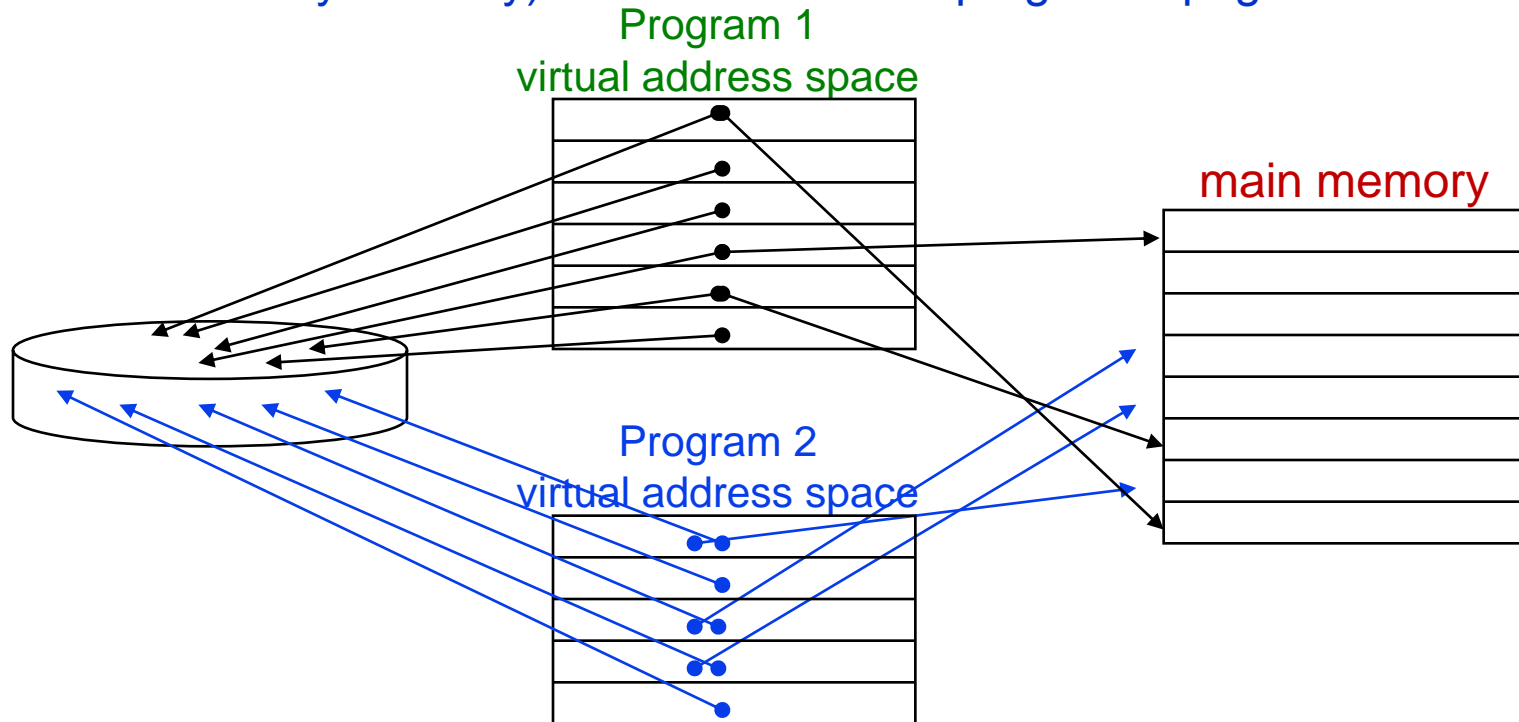 Program 1
virtual address space
main memory
Program 2
virtual address space